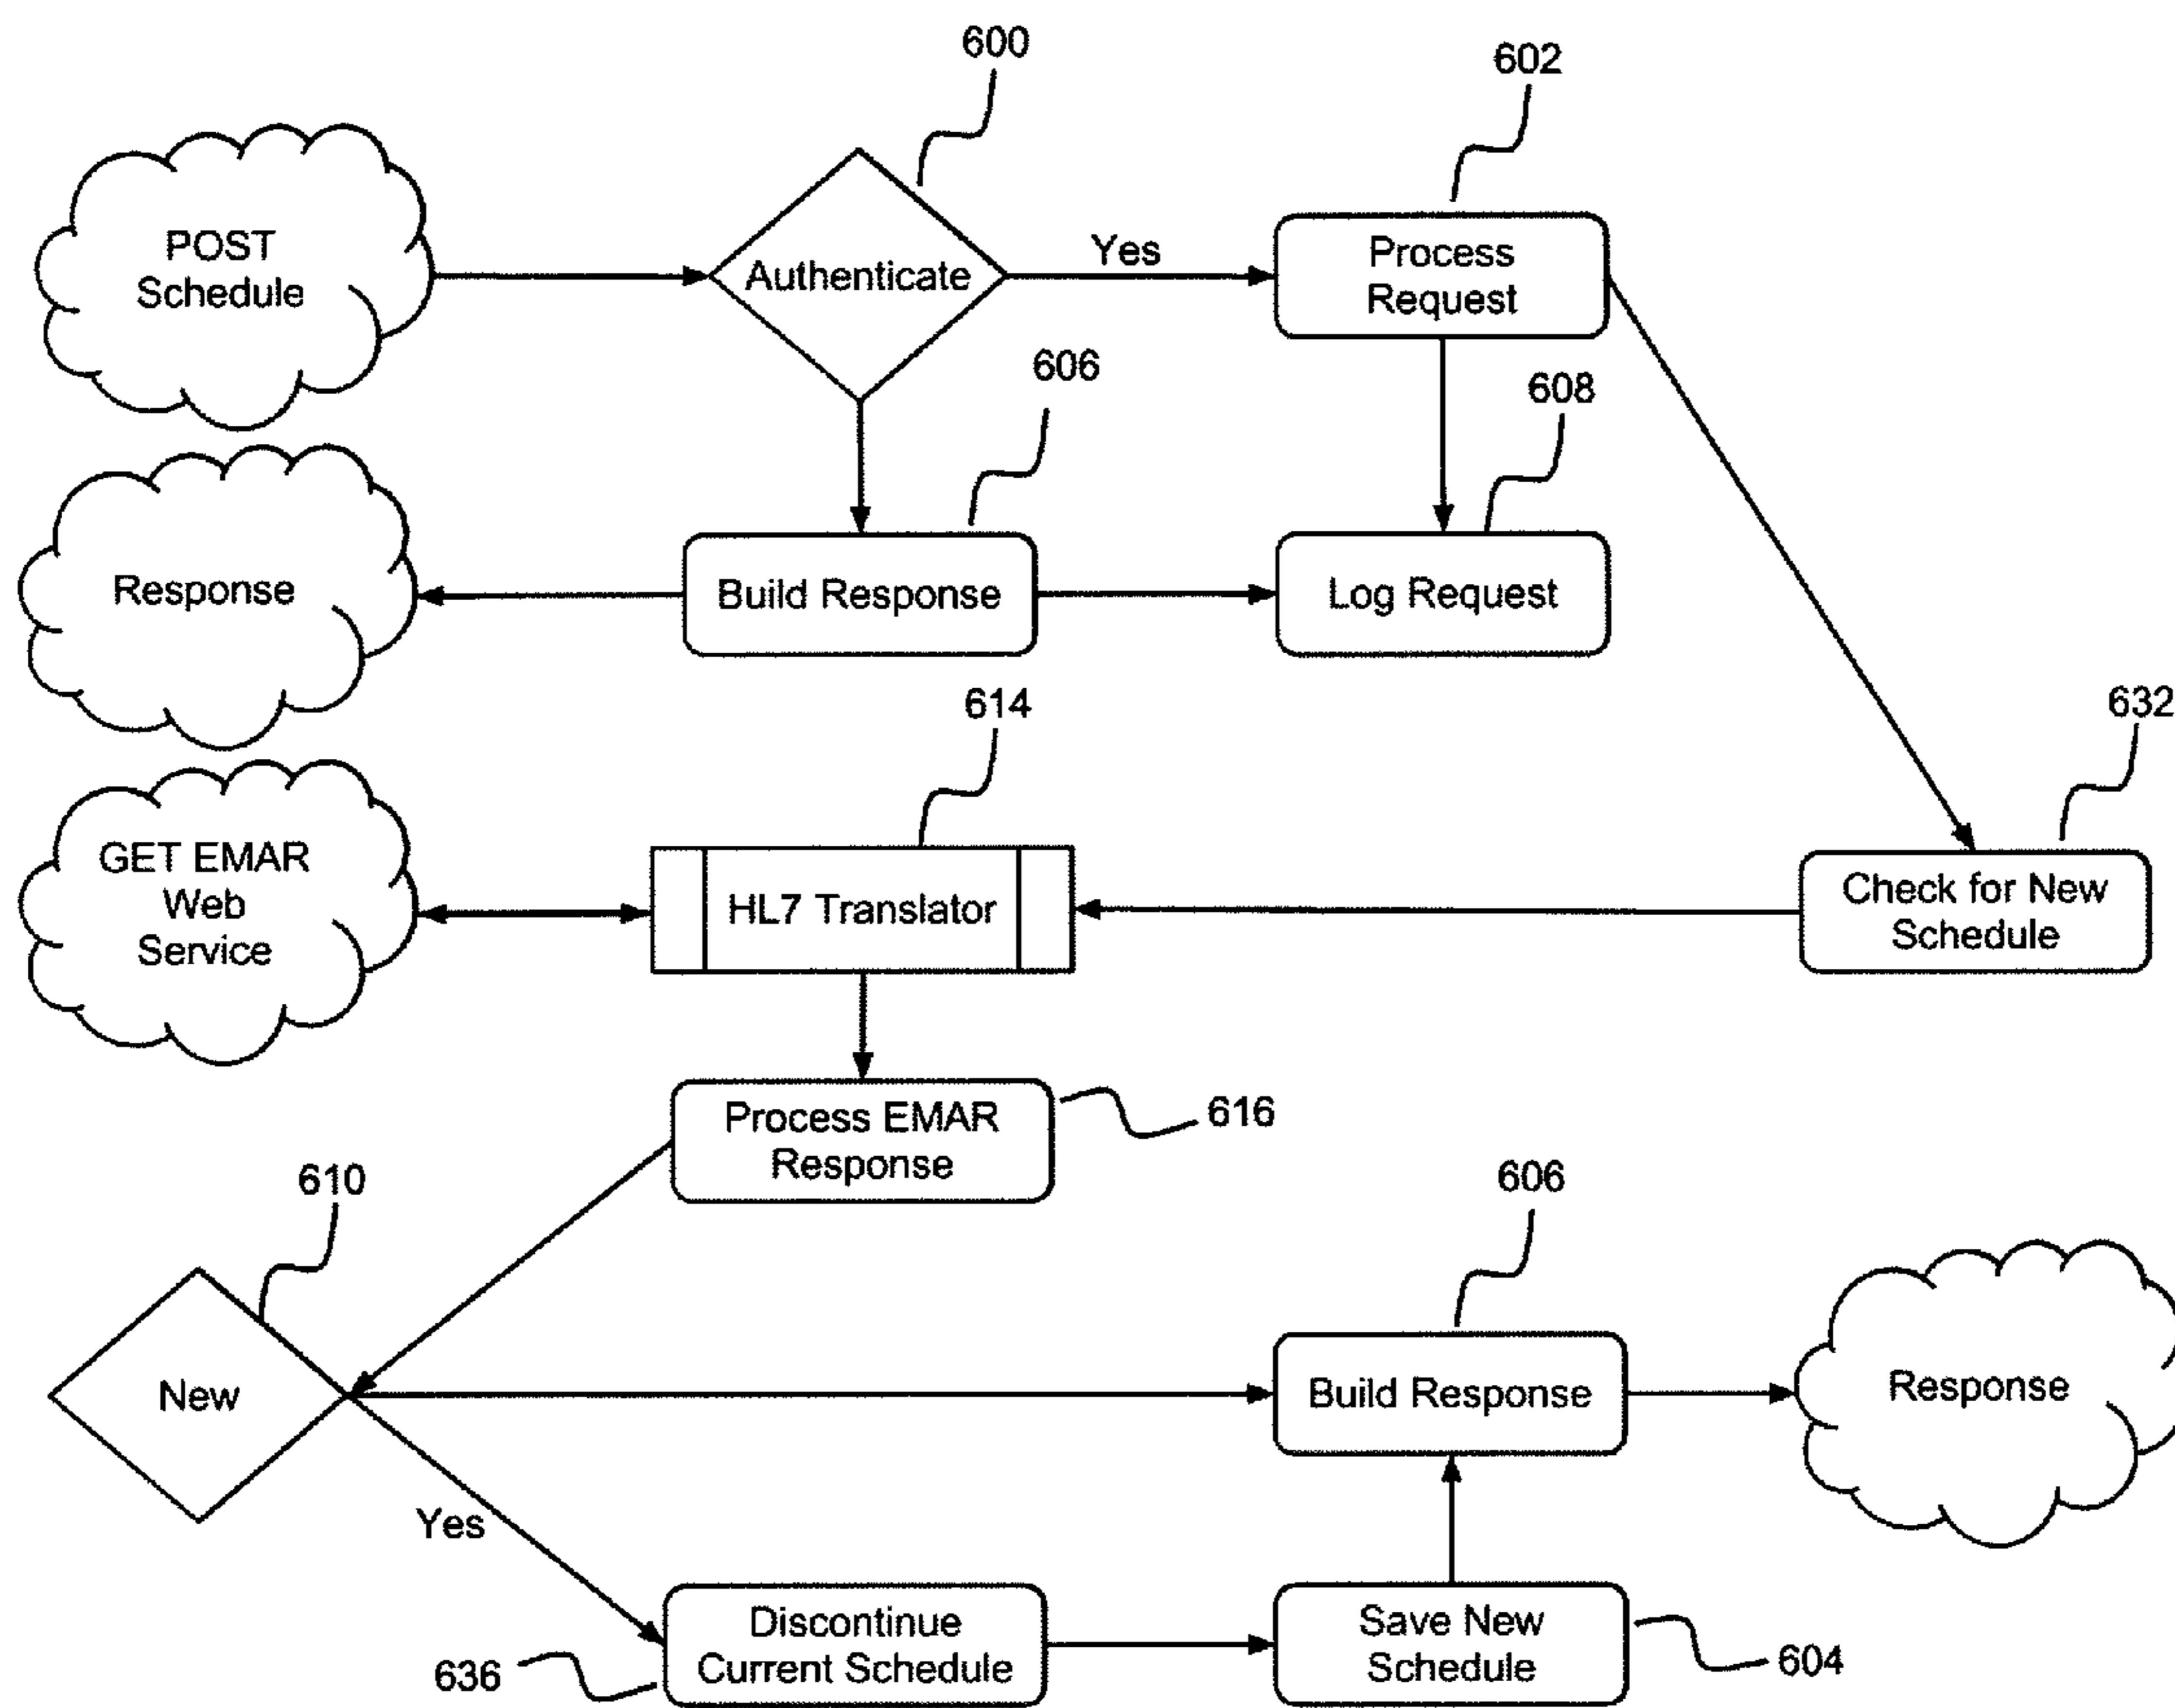 600
602
POST
Schedule
Authenticate
Yes
Process
Request
606
608
Response
Build Response
Log Request
614
632
GET EMAR
Web
Service
HL7 Translator
Check for New
Schedule
Process EMAR
Response
616
610
606
New
Build Response
Response
Yes
Discontinue
Current Schedule
636
Save New
Schedule
604